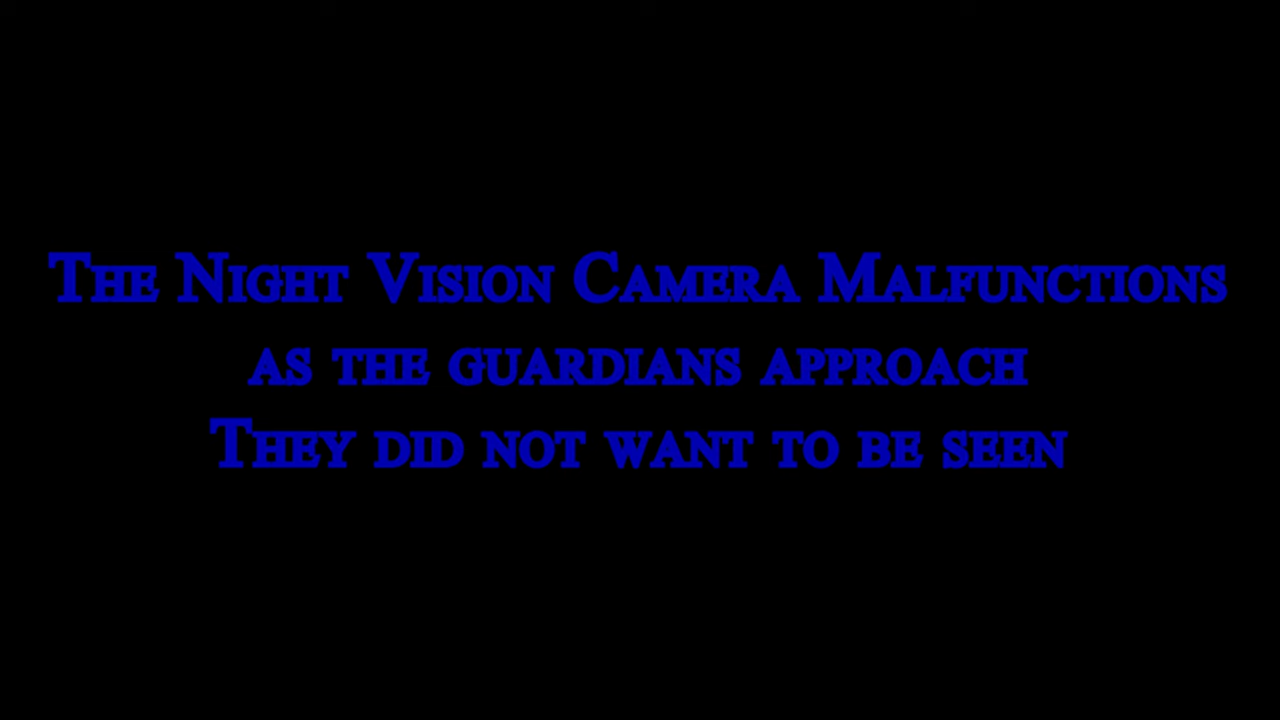 The Night Vision Camera Malfunctions
as the guardians approach
They did not want to be seen